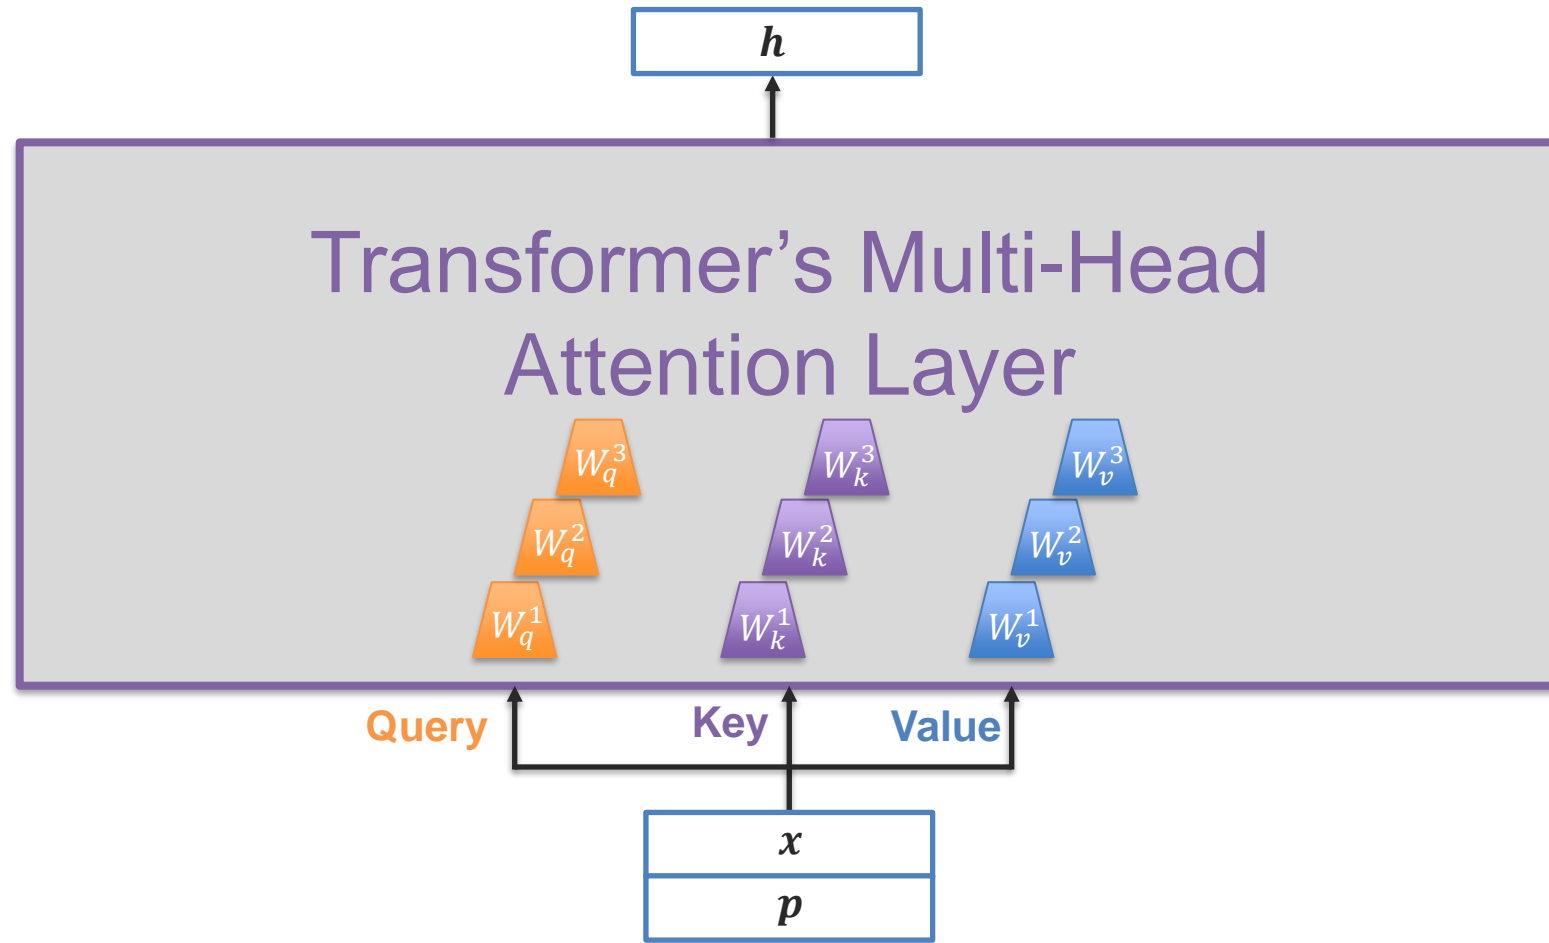 h
Transformer’s Multi-Head
Attention Layer
W_q^3 W_k^3 W_v^3
W_q^2 W_k^2 W_v^2
W_q^1 W_k^1 W_v^1
Query Key Value
x
p